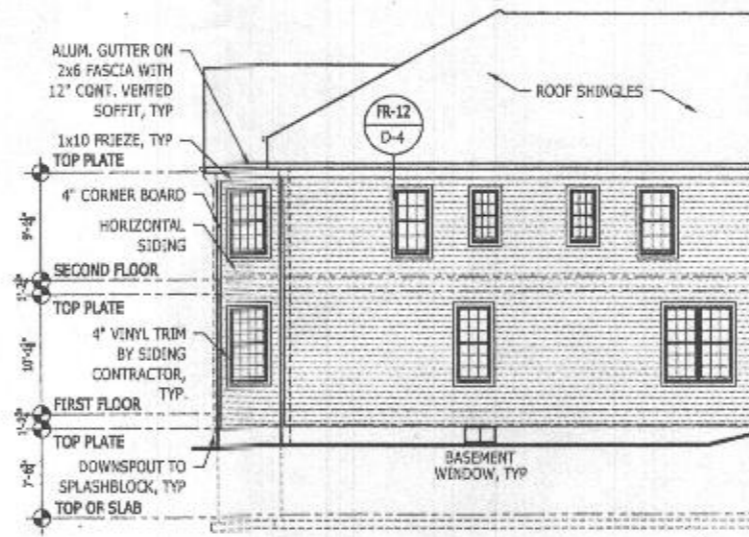 ALUM. GUTTER ON
2x6 FASCIA WITH
12" CONT. VENTED
SOFFIT, TYP
1x10 FRIEZE, TYP
TOP PLATE
4" CORNER BOARD
HORIZONTAL
SIDING
SECOND FLOOR
TOP PLATE
4" VINYL TRIM
BY SIDING
CONTRACTOR,
TYP.
FIRST FLOOR
TOP PLATE
DOWNSPOUT TO
SPLASHBLOCK, TYP
TOP OF SLAB
FR-12
D-4
ROOF SHINGLES
BASEMENT
WINDOW, TYP